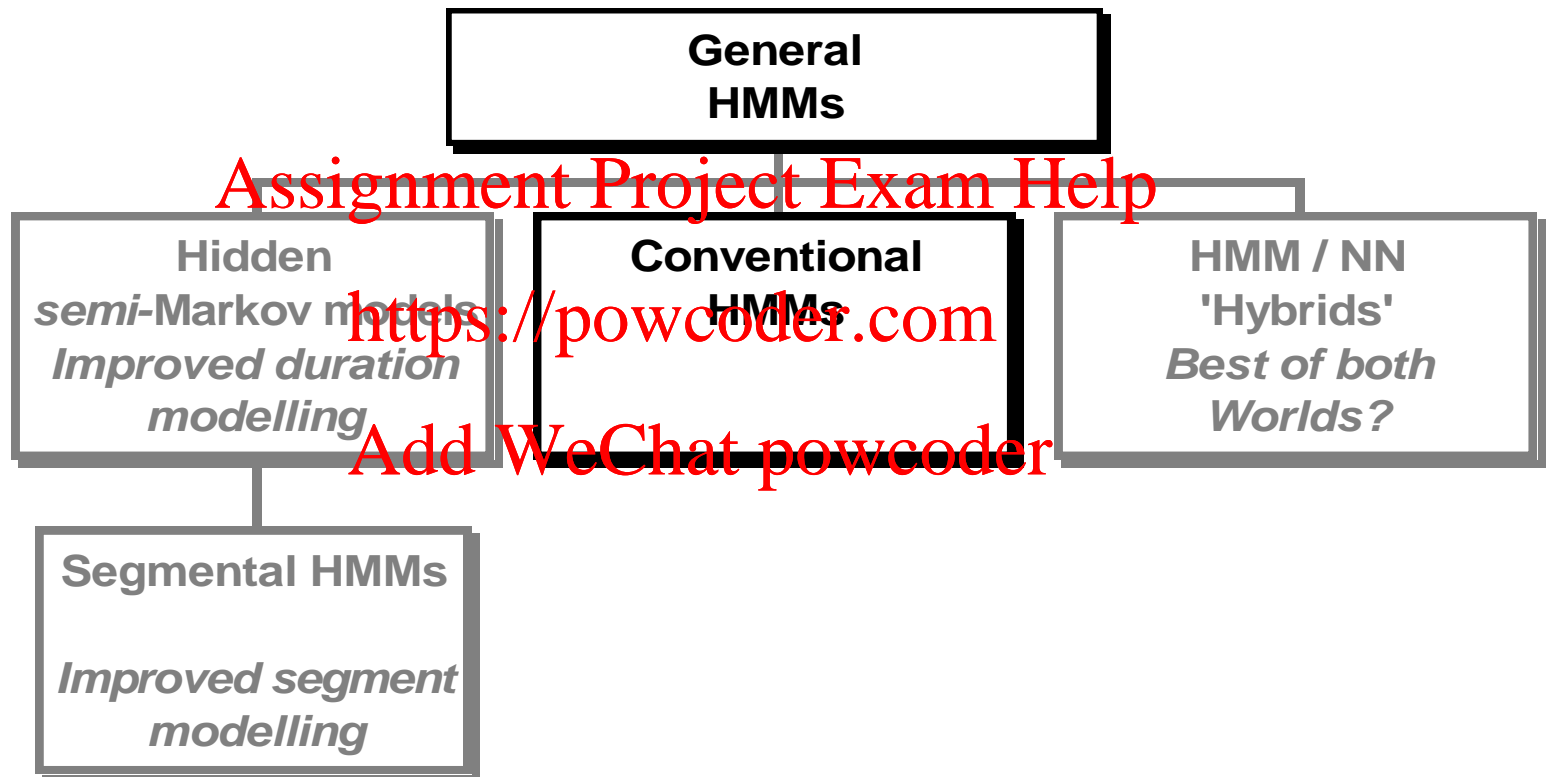 General
HMMs
Assignment Project Exam Help
Hidden
semi-Markov models
Improved duration
modelling
Conventional
HMMs
HMM / NN
'Hybrids'
Best of both
Worlds?
https://powcoder.com
Add WeChat powcoder
Segmental HMMs
Improved segment
modelling